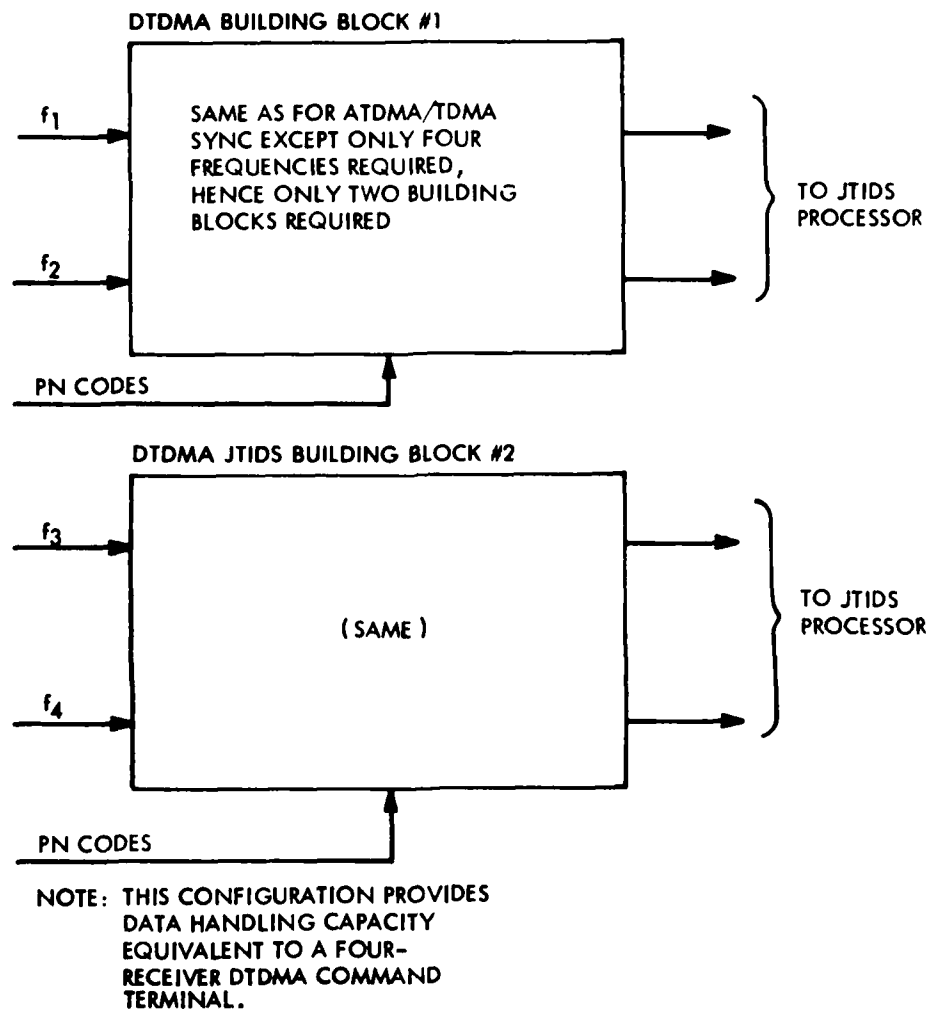 DTDMA BUILDING BLOCK #1
f1
SAME AS FOR ATDMA/TDMA
SYNC EXCEPT ONLY FOUR
FREQUENCIES REQUIRED,
HENCE ONLY TWO BUILDING
BLOCKS REQUIRED
f2
TO JTIDS
PROCESSOR
PN CODES
DTDMA JTIDS BUILDING BLOCK #2
f3
(SAME)
f4
TO JTIDS
PROCESSOR
PN CODES
NOTE: THIS CONFIGURATION PROVIDES
DATA HANDLING CAPACITY
EQUIVALENT TO A FOUR-
RECEIVER DTDMA COMMAND
TERMINAL.